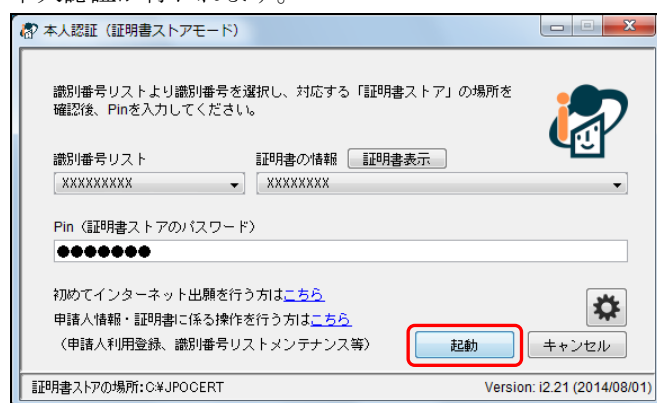 本人認証（証明書ストアモード）
識別番号リストより識別番号を選択し、対応する「証明書ストア」の場所を
確認後、Pinを入力してください。
識別番号リスト 証明書の情報 証明書表示
XXXXXXXXX XXXXXXXX
Pin（証明書ストアのパスワード）
●●●●●●●
初めてインターネット出願を行う方はこちら
申請人情報・証明書に係る操作を行う方はこちら
（申請人利用登録、識別番号リストメンテナンス等） 起動 キャンセル
証明書ストアの場所:C:¥JPOCERT Version: i2.21 (2014/08/01)